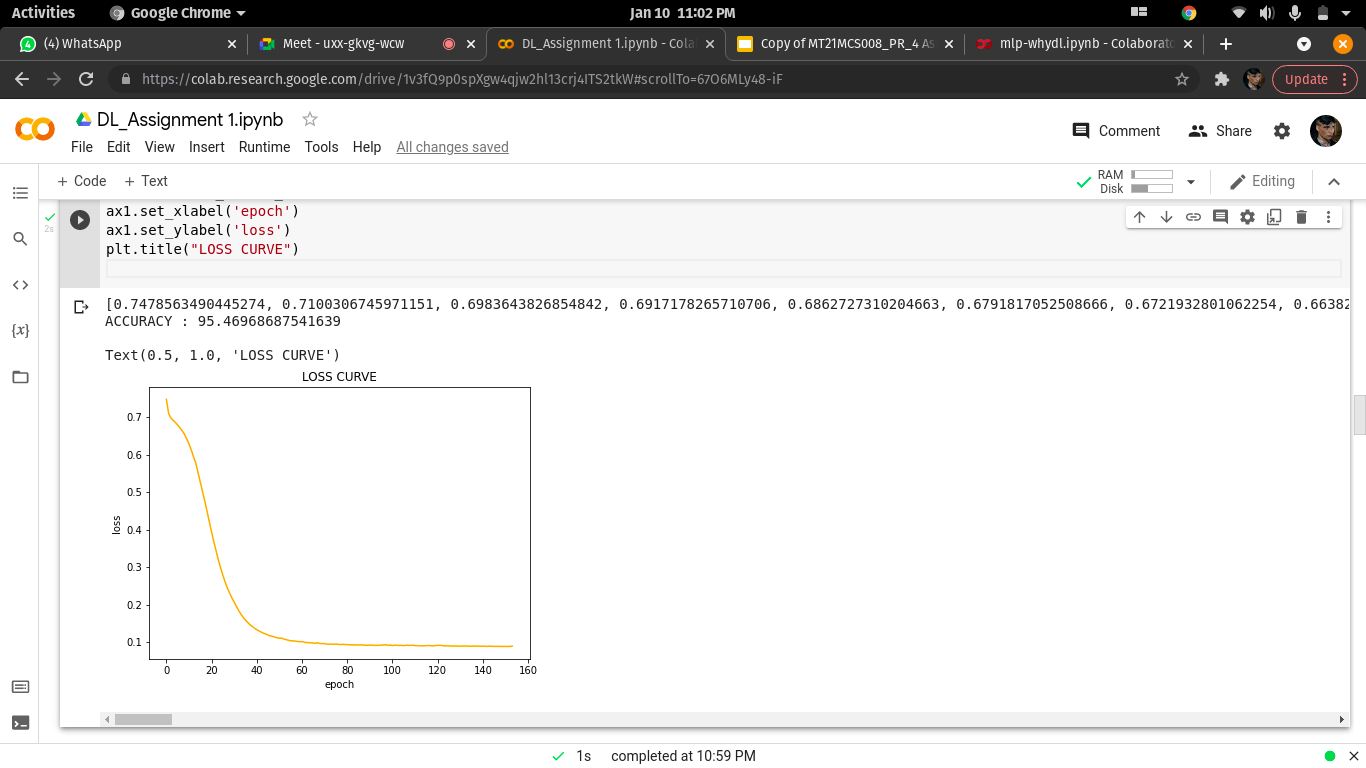 Activities Google Chrome Jan 10 11:02 PM
(4) WhatsApp Meet - uxx-gkvg-wcw DL_Assignment 1.ipynb - Cola Copy of MT21MCS008_PR_4 As mlp-whydl.ipynb - Colaborato
https://colab.research.google.com/drive/1v3fQ9p0spXgw4qjw2hl13crj4ITS2tkW#scrollTo=67O6MLy48-iF Update
DL_Assignment 1.ipynb
File Edit View Insert Runtime Tools Help All changes saved Comment Share
+ Code + Text RAM Disk Editing
ax1.set_xlabel('epoch')
ax1.set_ylabel('loss')
plt.title("LOSS CURVE")
2s
{x}
[0.7478563490445274, 0.7100306745971151, 0.6983643826854842, 0.6917178265710706, 0.6862727310204663, 0.6791817052508666, 0.6721932801062254, 0.66382
ACCURACY : 95.46968687541639
Text(0.5, 1.0, 'LOSS CURVE')
LOSS CURVE
0.7
0.6
0.5
0.4
0.3
0.2
0.1
loss
0 20 40 60 80 100 120 140 160
epoch
1s completed at 10:59 PM